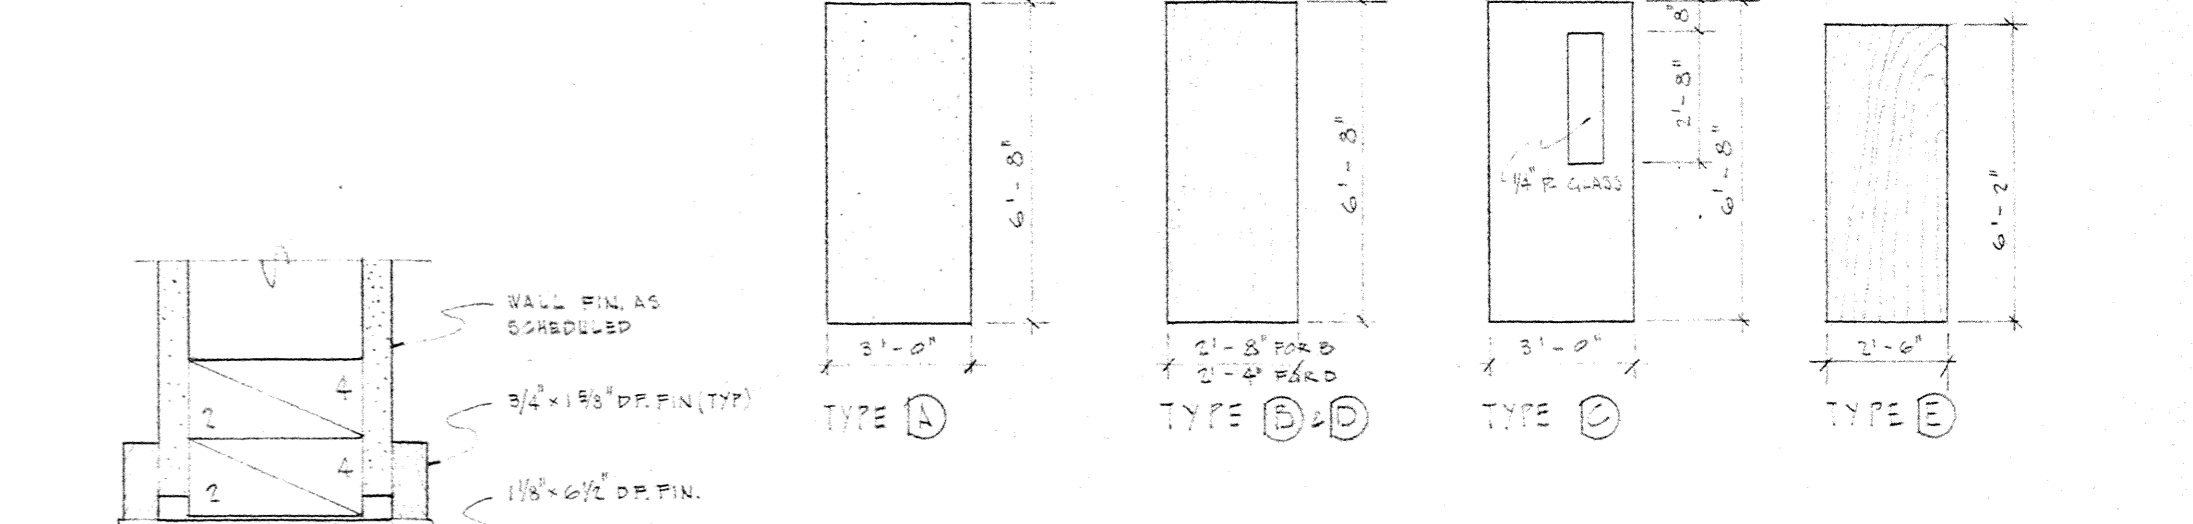 WALL FIN. AS
SCHEDULED
3/4" x 1 5/8" DF. FIN (TYP)
1 1/8" x 6 1/2" DF. FIN.
2
4
2
4
6'-8"
3'-0"
TYPE A
6'-8"
2'-8" FOR B
2'-4" FOR D
TYPE B & D
8"
2'-8"
6'-8"
1/4" GLASS
3'-0"
TYPE C
6'-2"
2'-6"
TYPE E